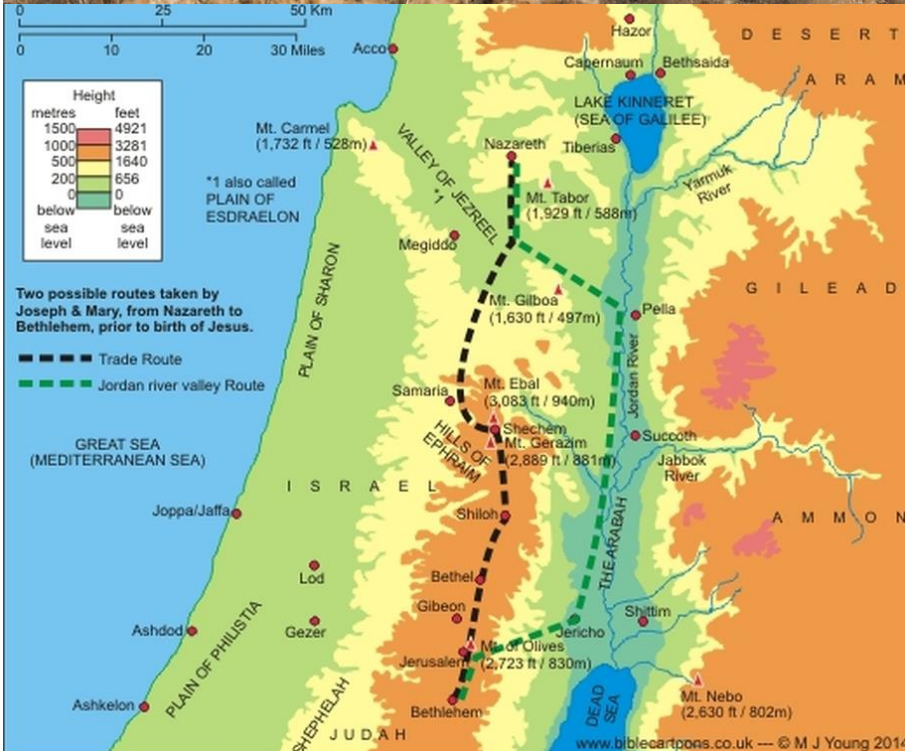 0 25 50 Km
0 10 20 30 Miles
Height
metres feet
1500 4921
1000 3281
500 1640
200 656
0 0
below below
sea sea
level level
*1 also called
PLAIN OF
ESDRAELON
Two possible routes taken by
Joseph & Mary, from Nazareth to
Bethlehem, prior to birth of Jesus.
Trade Route
Jordan river valley Route
GREAT SEA
(MEDITERRANEAN SEA)
Acco
Hazor
DESERT
ARAM
Capernaum
Bethsaida
LAKE KINNERET
(SEA OF GALILEE)
Tiberias
Mt. Carmel
(1,732 ft / 528m)
VALLEY OF JEZREEL
*1
Nazareth
Mt. Tabor
(1,929 ft / 588m)
Yarmuk
River
Megiddo
PLAIN OF SHARON
Mt. Gilboa
(1,630 ft / 497m)
GILEAD
Pella
Jordan River
Samaria
Mt. Ebal
(3,083 ft / 940m)
Shechem
Mt. Gerazim
(2,889 ft / 881m)
HILLS OF
EPHRAIM
Succoth
Jabbok
River
ISRAEL
Joppa/Jaffa
Shiloh
AMMON
THE ARABAH
Lod
Bethel
Gibeon
Shittim
Ashdod
Gezer
PLAIN OF PHILISTIA
Jericho
Mt. of Olives
(2,723 ft / 830m)
Jerusalem
Ashkelon
SHEPHELAH
Bethlehem
JUDAH
DEAD
SEA
Mt. Nebo
(2,630 ft / 802m)
www.biblecartoons.co.uk --- © M J Young 2014